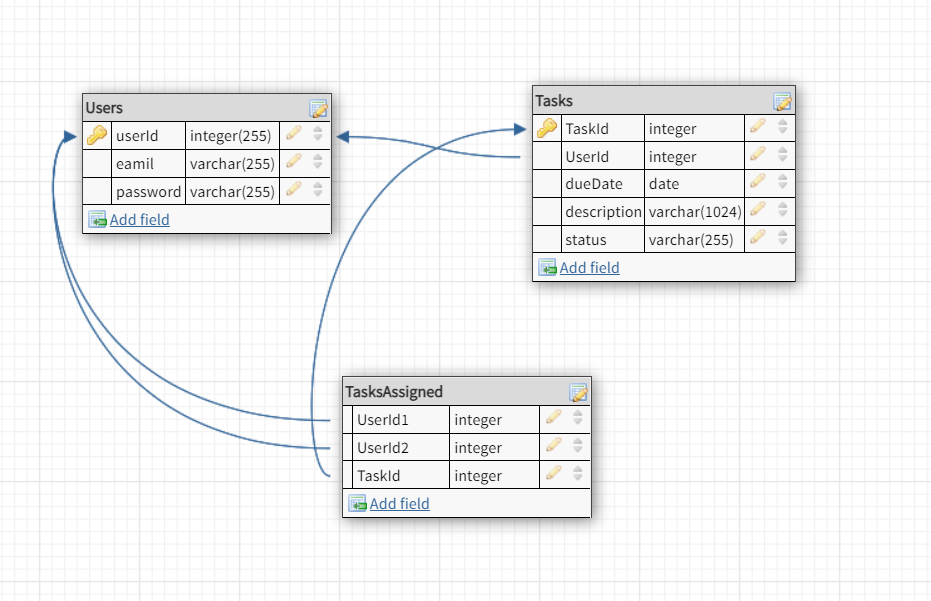 Users
userId integer(255)
eamil varchar(255)
password varchar(255)
Add field
Tasks
TaskId integer
UserId integer
dueDate date
description varchar(1024)
status varchar(255)
Add field
TasksAssigned
UserId1 integer
UserId2 integer
TaskId integer
Add field